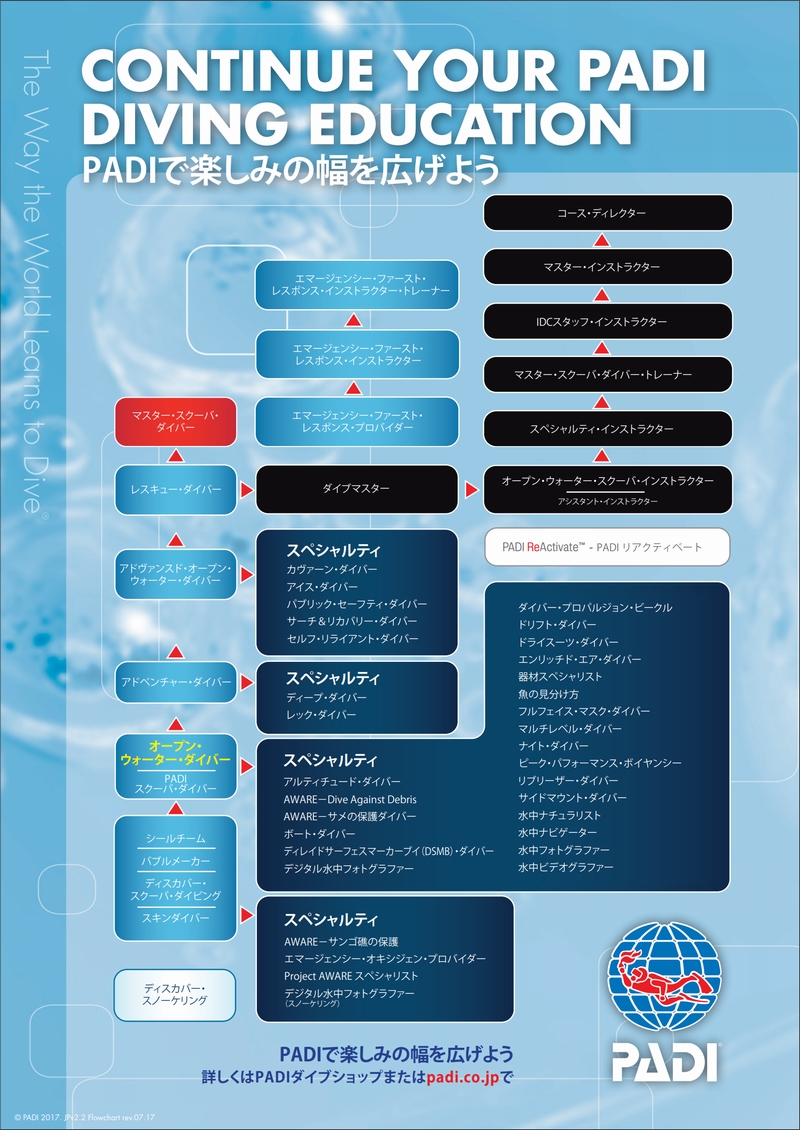 The Way the World Learns to Dive®
CONTINUE YOUR PADI
DIVING EDUCATION
PADIで楽しみの幅を広げよう
コース・ディレクター
マスター・インストラクター
IDCスタッフ・インストラクター
マスター・スクーバ・ダイバー・トレーナー
スペシャルティ・インストラクター
オープン・ウォーター・スクーバ・インストラクター
アシスタント・インストラクター
エマージェンシー・ファースト・
レスポンス・インストラクター・トレーナー
エマージェンシー・ファースト・
レスポンス・インストラクター
エマージェンシー・ファースト・
レスポンス・プロバイダー
マスター・スクーバ・
ダイバー
レスキュー・ダイバー
ダイブマスター
PADI ReActivate™ - PADI リアクティベート
アドヴァンスド・オープン・
ウォーター・ダイバー
スペシャルティ
カヴァーン・ダイバー
アイス・ダイバー
パブリック・セーフティ・ダイバー
サーチ＆リカバリー・ダイバー
セルフ・リライアント・ダイバー
アドベンチャー・ダイバー
スペシャルティ
ディープ・ダイバー
レック・ダイバー
オープン・
ウォーター・ダイバー
PADI
スクーバ・ダイバー
スペシャルティ
アルティチュード・ダイバー
AWARE－Dive Against Debris
AWARE－サメの保護ダイバー
ボート・ダイバー
ディレイドサーフェスマーカーブイ（DSMB）・ダイバー
デジタル水中フォトグラファー
ダイバー・プロパルジョン・ビークル
ドリフト・ダイバー
ドライスーツ・ダイバー
エンリッチド・エア・ダイバー
器材スペシャリスト
魚の見分け方
フルフェイス・マスク・ダイバー
マルチレベル・ダイバー
ナイト・ダイバー
ピーク・パフォーマンス・ボイヤンシー
リブリーザー・ダイバー
サイドマウント・ダイバー
水中ナチュラリスト
水中ナビゲーター
水中フォトグラファー
水中ビデオグラファー
シールチーム
バブルメーカー
ディスカバー・
スクーバ・ダイビング
スキンダイバー
スペシャルティ
AWARE－サンゴ礁の保護
エマージェンシー・オキシジェン・プロバイダー
Project AWARE スペシャリスト
デジタル水中フォトグラファー
（スノーケリング）
ディスカバー・
スノーケリング
PADIで楽しみの幅を広げよう
詳しくはPADIダイブショップまたはpadi.co.jpで
PADI
© PADI 2017. JPv2.2 Flowchart rev.07.17